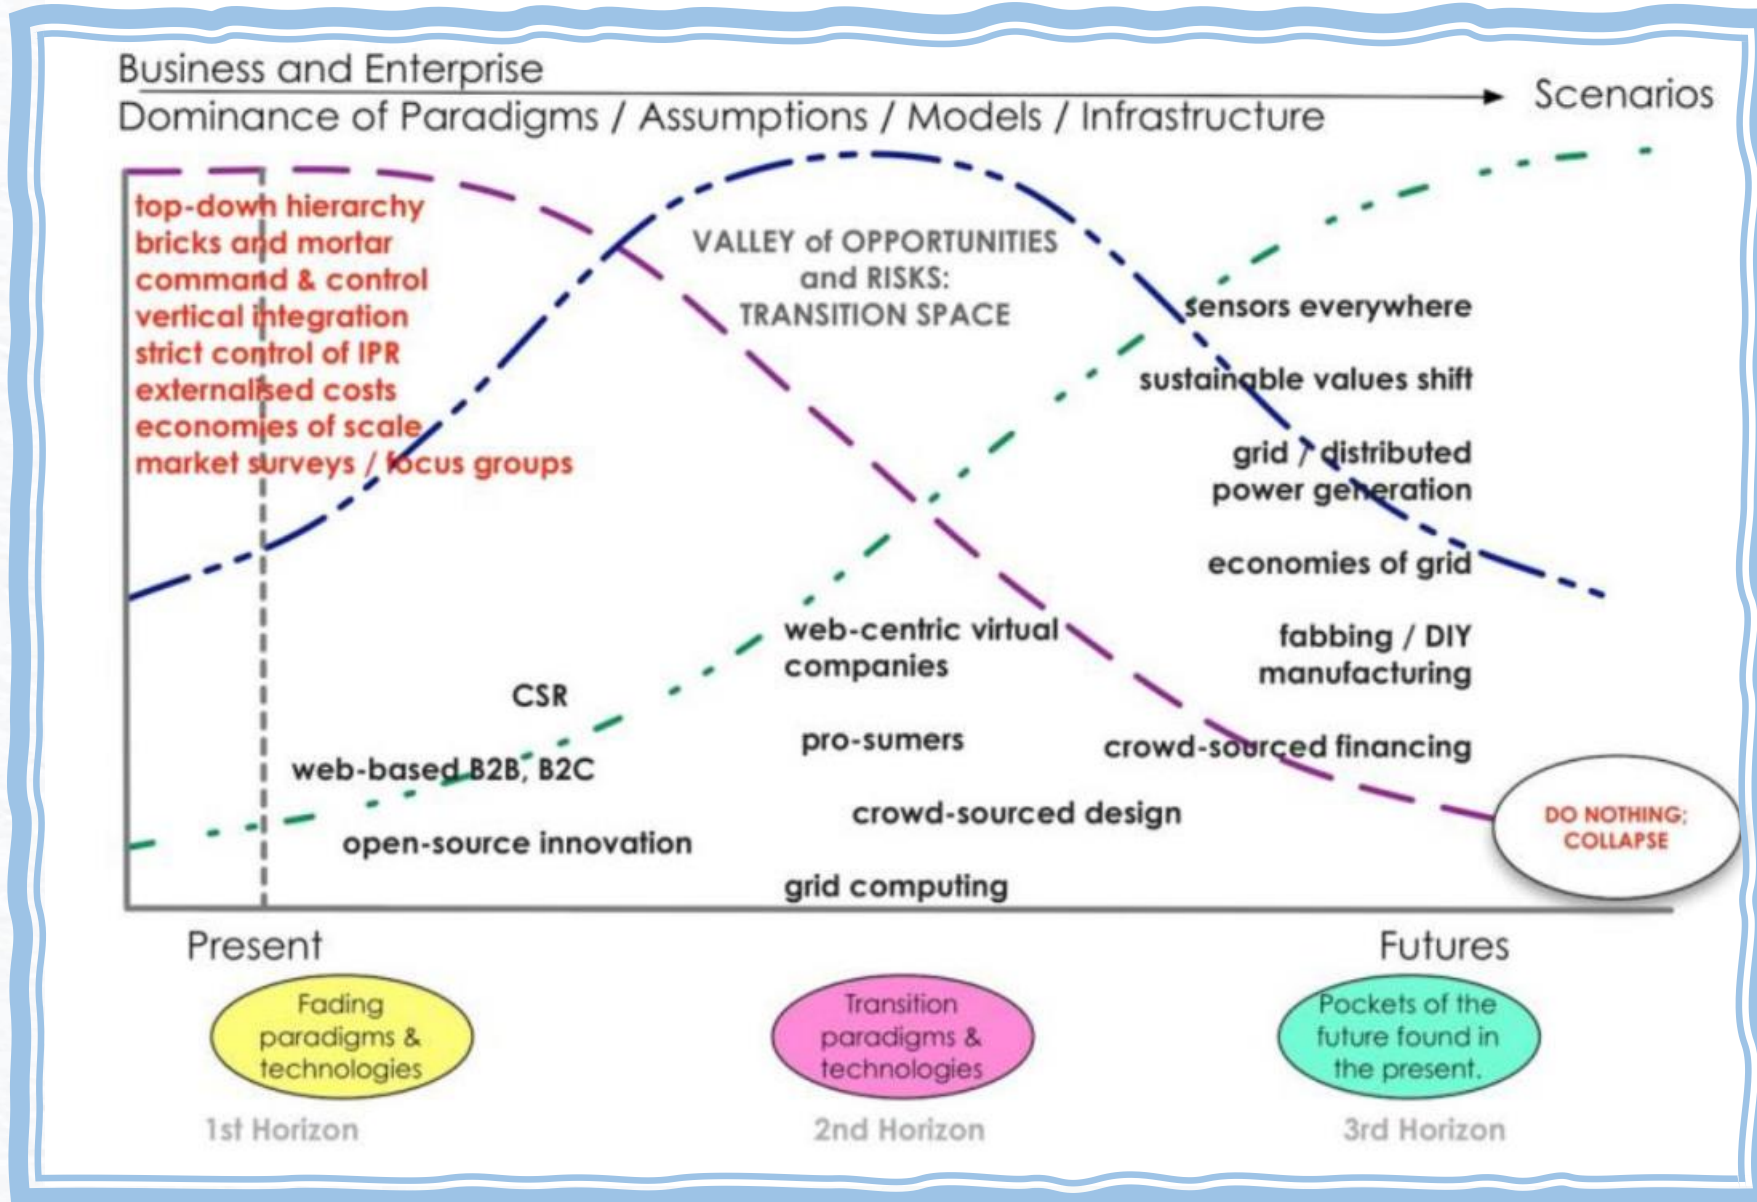 Business and Enterprise
Dominance of Paradigms / Assumptions / Models / Infrastructure
Scenarios
top-down hierarchy
bricks and mortar
command & control
vertical integration
strict control of IPR
externalised costs
economies of scale
market surveys / focus groups
VALLEY of OPPORTUNITIES
and RISKS:
TRANSITION SPACE
sensors everywhere
sustainable values shift
grid / distributed
power generation
economies of grid
fabbing / DIY
manufacturing
crowd-sourced financing
web-centric virtual
companies
pro-sumers
crowd-sourced design
grid computing
CSR
web-based B2B, B2C
open-source innovation
DO NOTHING;
COLLAPSE
Present
Futures
Fading
paradigms &
technologies
Transition
paradigms &
technologies
Pockets of the
future found in
the present.
1st Horizon
2nd Horizon
3rd Horizon